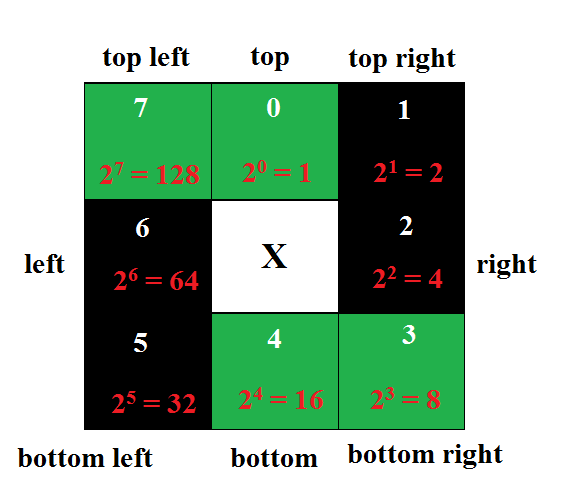 top left top top right
7 0 1
2⁷ = 128 2⁰ = 1 2¹ = 2
6 2
left X right
2⁶ = 64 2² = 4
5 4 3
2⁵ = 32 2⁴ = 16 2³ = 8
bottom left bottom bottom right